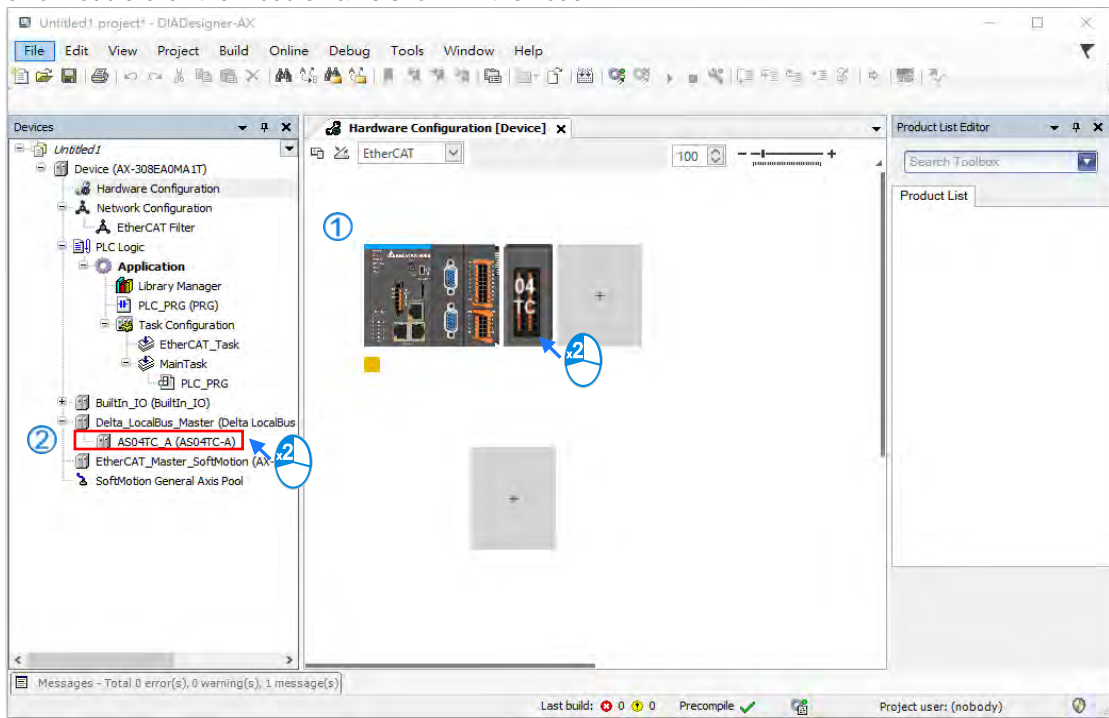 Untitled1.project* - DIADesigner-AX
File Edit View Project Build Online Debug Tools Window Help
Devices
Hardware Configuration [Device]
Product List Editor
Untitled1
EtherCAT
100
Search Toolbox
Device (AX-308EA0MA1T)
Hardware Configuration
Product List
Network Configuration
EtherCAT Filter
PLC Logic
Application
Library Manager
PLC_PRG (PRG)
Task Configuration
EtherCAT_Task
MainTask
PLC_PRG
BuiltIn_IO (BuiltIn_IO)
Delta_LocalBus_Master (Delta LocalBus
AS04TC_A (AS04TC-A)
EtherCAT_Master_SoftMotion (AX-
SoftMotion General Axis Pool
1
04
TC
x2
2
x2
Messages - Total 0 error(s), 0 warning(s), 1 message(s)
Last build: 0 0 Precompile Project user: (nobody)